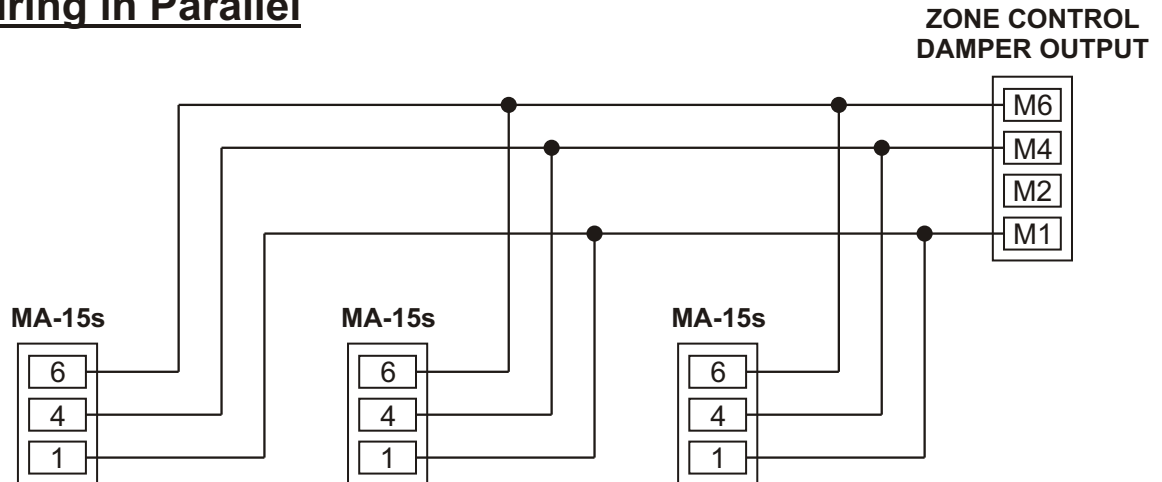 in Parallel
ZONE CONTROL
DAMPER OUTPUT
M6
M4
M2
M1
MA-15s
MA-15s
MA-15s
6
6
6
4
4
4
1
1
1